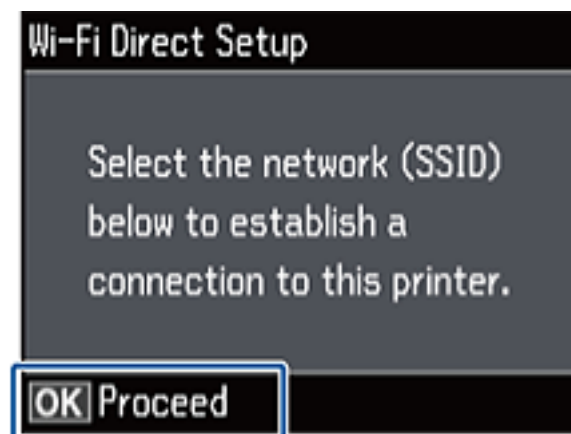 Wi-Fi Direct Setup
Select the network (SSID)
below to establish a
connection to this printer.
OK Proceed